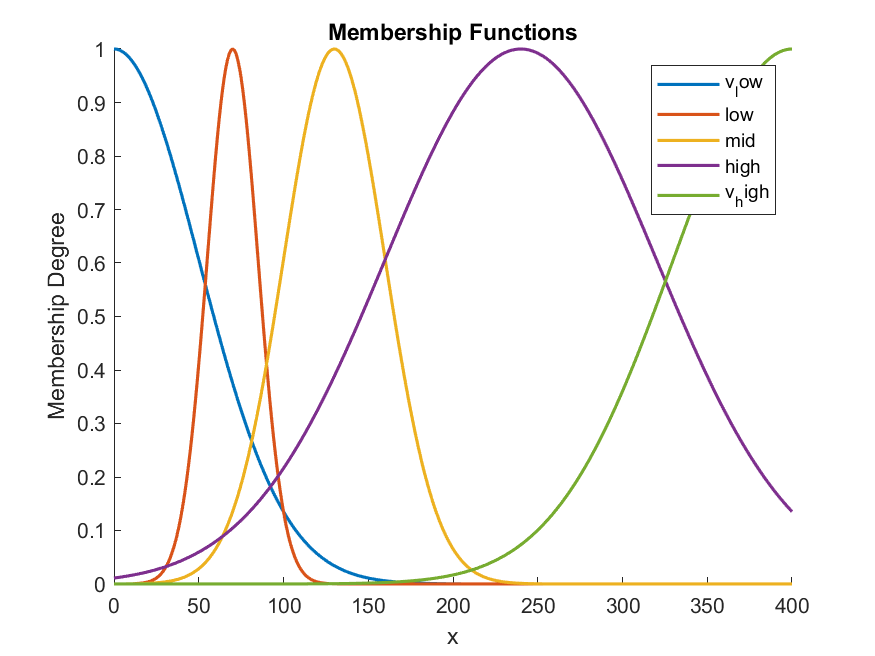 Membership Functions
1
0.9
0.8
0.7
0.6
0.5
0.4
0.3
0.2
0.1
0
Membership Degree
v_low
low
mid
high
v_high
0 50 100 150 200 250 300 350 400
x